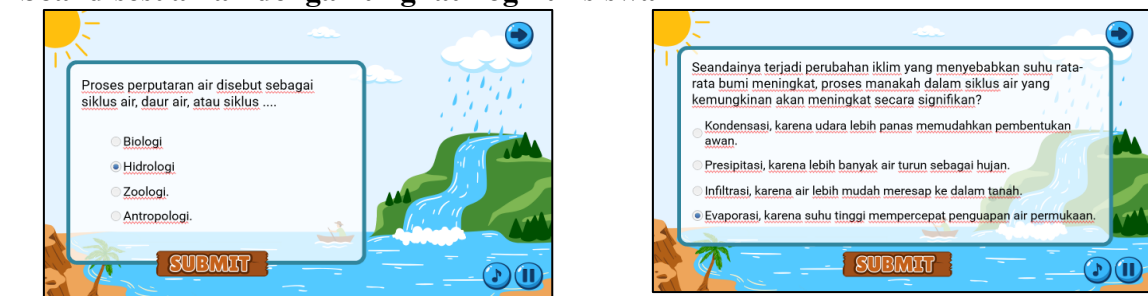 Proses perputaran air disebut sebagai
siklus air, daur air, atau siklus ....
Biologi
Hidrologi
Zoologi.
Antropologi.
SUBMIT
Seandainya terjadi perubahan iklim yang menyebabkan suhu rata-
rata bumi meningkat, proses manakah dalam siklus air yang
kemungkinan akan meningkat secara signifikan?
Kondensasi, karena udara lebih panas memudahkan pembentukan
awan.
Presipitasi, karena lebih banyak air turun sebagai hujan.
Infiltrasi, karena air lebih mudah meresap ke dalam tanah.
Evaporasi, karena suhu tinggi mempercepat penguapan air permukaan.
SUBMIT